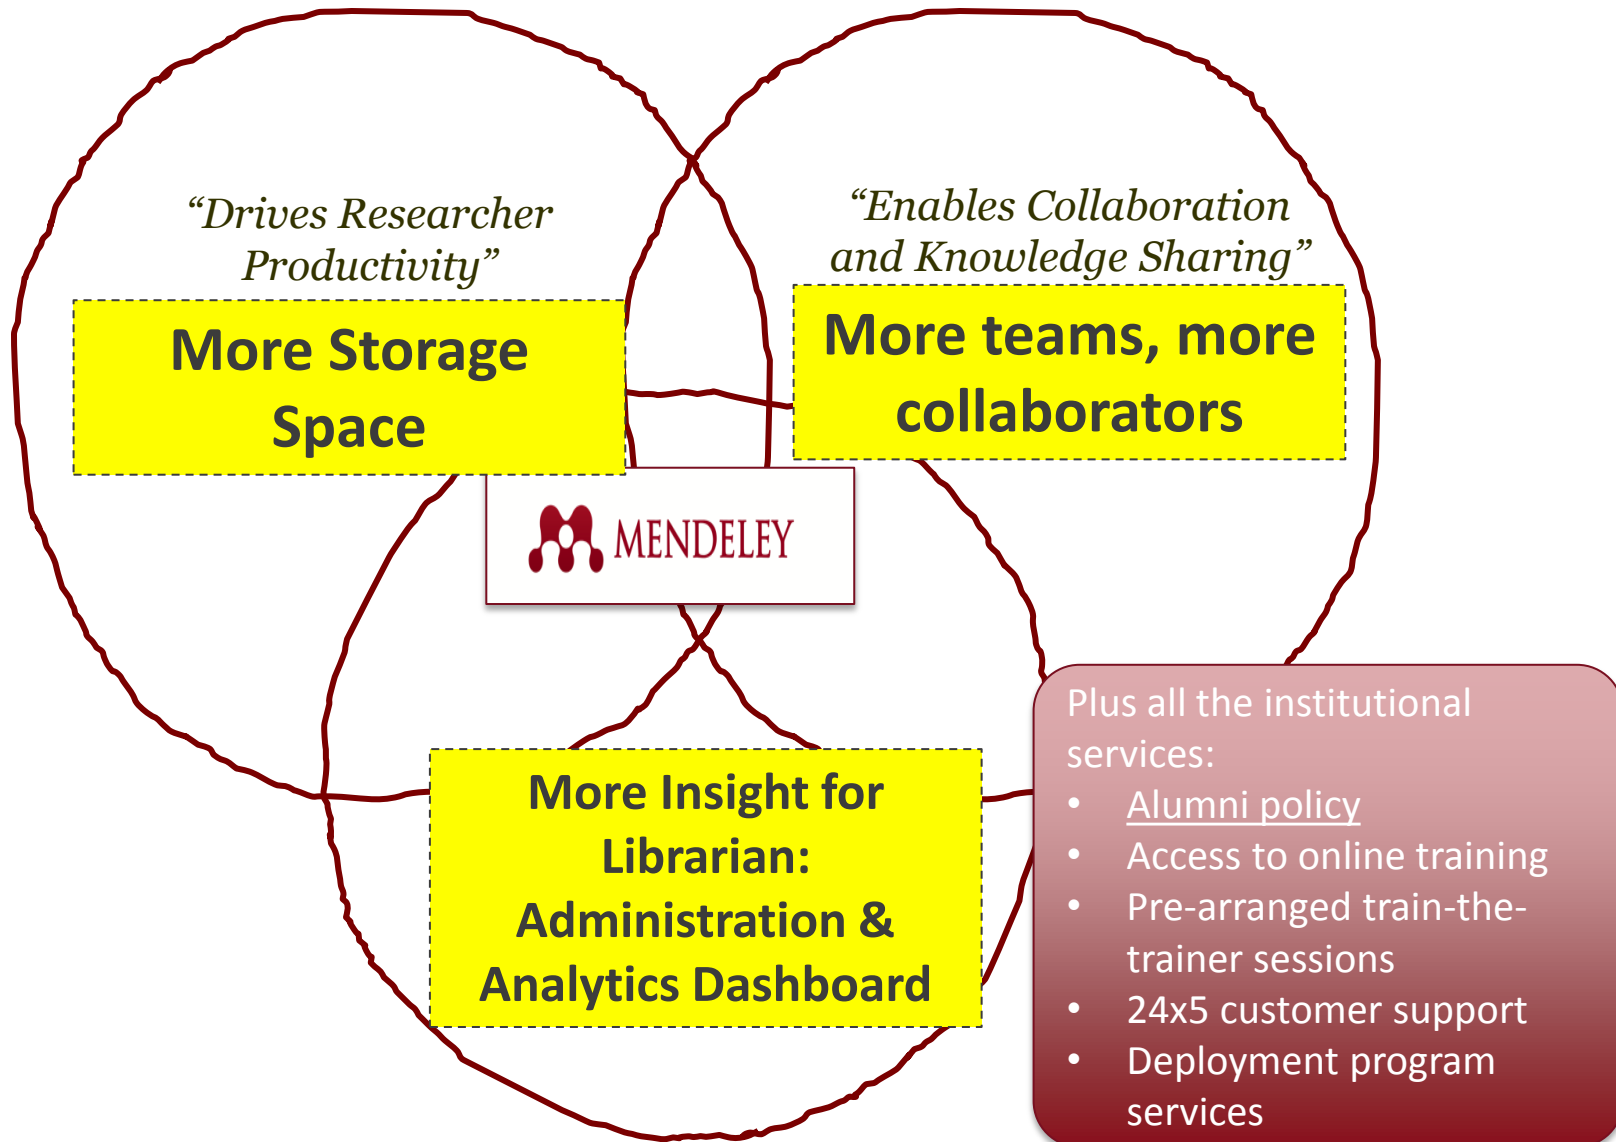 “Drives Researcher
Productivity”
More Storage
Space
“Enables Collaboration
and Knowledge Sharing”
More teams, more
collaborators
MENDELEY
More Insight for
Librarian:
Administration &
Analytics Dashboard
Plus all the institutional
services:
• Alumni policy
• Access to online training
• Pre-arranged train-the-
trainer sessions
• 24x5 customer support
• Deployment program
services